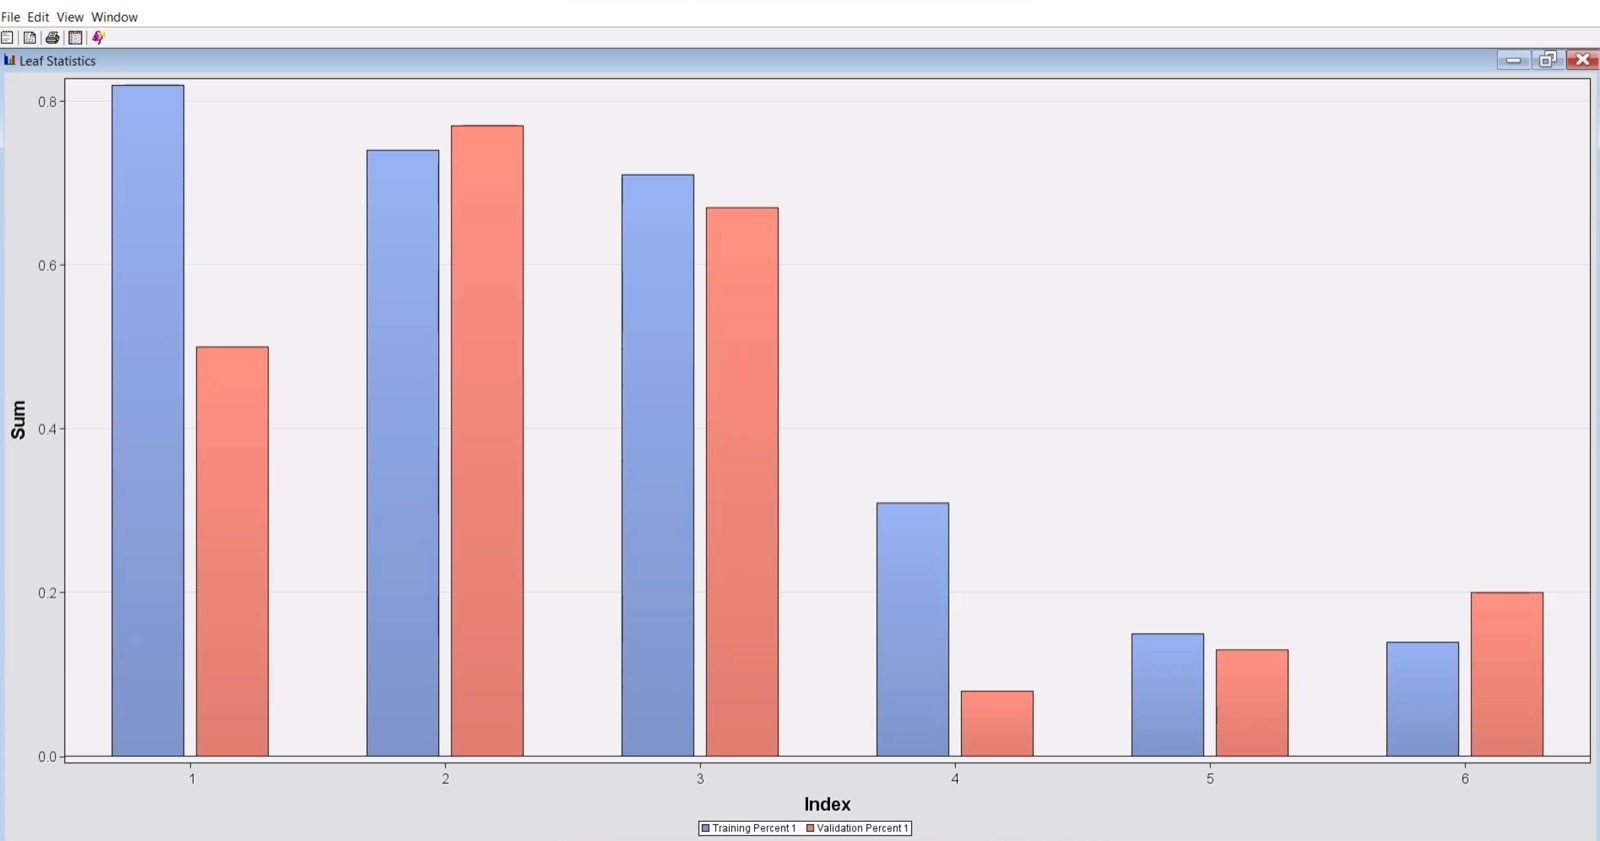 File Edit View Window
Leaf Statistics
0.8
0.6
0.4
0.2
0.0
Sum
1 2 3 4 5 6
Index
Training Percent 1 Validation Percent 1